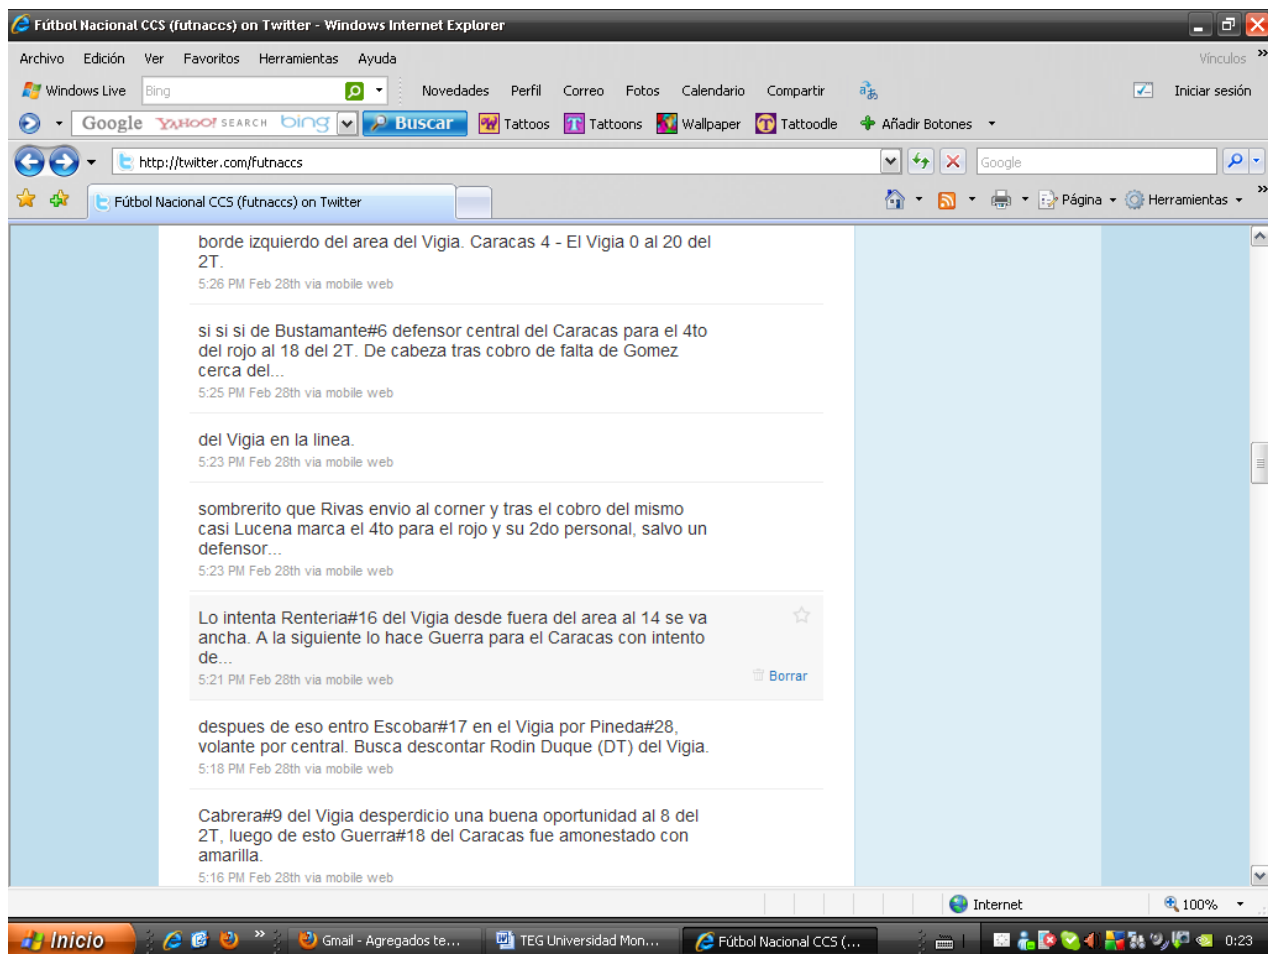 Fútbol Nacional CCS (futnaccs) on Twitter - Windows Internet Explorer
Archivo Edición Ver Favoritos Herramientas Ayuda Vínculos »
Windows Live Bing Novedades Perfil Correo Fotos Calendario Compartir Iniciar sesión
Google YAHOO! SEARCH bing Buscar Tattoos Tattoons Wallpaper Tattoodle Añadir Botones
http://twitter.com/futnaccs Google
Fútbol Nacional CCS (futnaccs) on Twitter Página Herramientas »
borde izquierdo del area del Vigia. Caracas 4 - El Vigia 0 al 20 del
2T.
5:26 PM Feb 28th via mobile web
si si si de Bustamante#6 defensor central del Caracas para el 4to
del rojo al 18 del 2T. De cabeza tras cobro de falta de Gomez
cerca del...
5:25 PM Feb 28th via mobile web
del Vigia en la linea.
5:23 PM Feb 28th via mobile web
sombrerito que Rivas envio al corner y tras el cobro del mismo
casi Lucena marca el 4to para el rojo y su 2do personal, salvo un
defensor...
5:23 PM Feb 28th via mobile web
Lo intenta Renteria#16 del Vigia desde fuera del area al 14 se va
ancha. A la siguiente lo hace Guerra para el Caracas con intento
de...
5:21 PM Feb 28th via mobile web
Borrar
despues de eso entro Escobar#17 en el Vigia por Pineda#28,
volante por central. Busca descontar Rodin Duque (DT) del Vigia.
5:18 PM Feb 28th via mobile web
Cabrera#9 del Vigia desperdicio una buena oportunidad al 8 del
2T, luego de esto Guerra#18 del Caracas fue amonestado con
amarilla.
5:16 PM Feb 28th via mobile web
Internet 100%
Inicio » Gmail - Agregados te... TEG Universidad Mon... Fútbol Nacional CCS (... 0:23